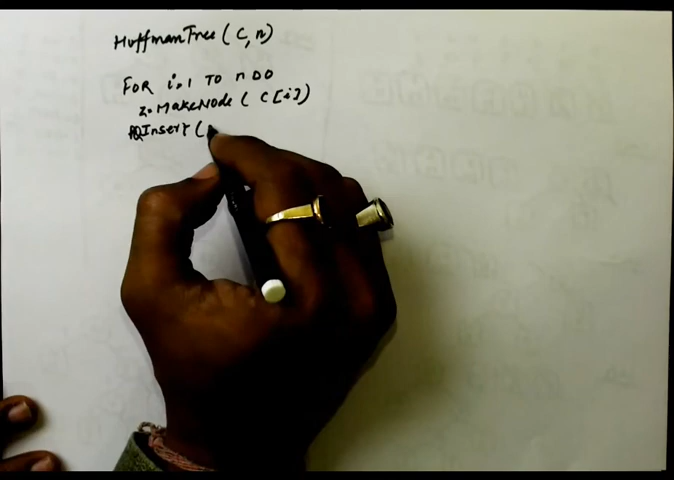 HuffmanTree ( C, n)
FOR i=1 TO n DO
z=MakeNode ( C [i])
PQInsert (